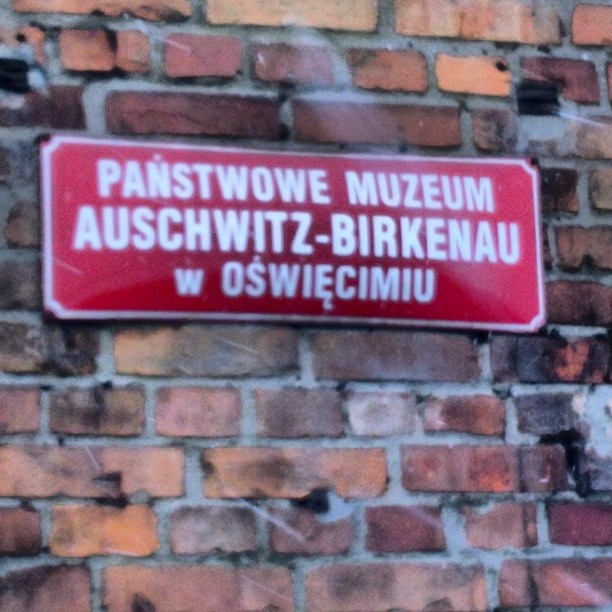 PAŃSTWOWE MUZEUM
AUSCHWITZ-BIRKENAU
w OŚWIĘCIMIU